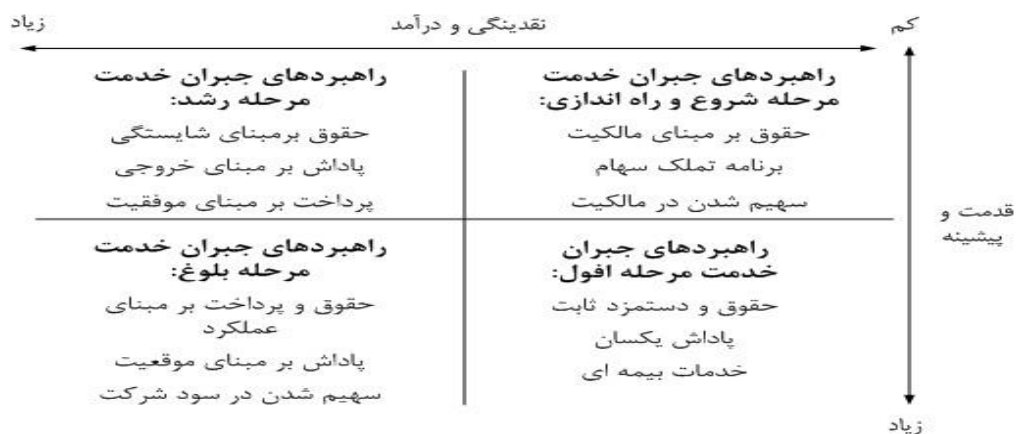 کم
نقدینگی و درآمد
زیاد
راهبردهای جبران خدمت
مرحله شروع و راه اندازی:
حقوق بر مبنای مالکیت
برنامه تملک سهام
سهیم شدن در مالکیت
راهبردهای جبران خدمت
مرحله رشد:
حقوق برمبنای شایستگی
پاداش بر مبنای خروجی
پرداخت بر مبنای موفقیت
قدمت و
پیشینه
راهبردهای جبران
خدمت مرحله افول:
حقوق و دستمزد ثابت
پاداش یکسان
خدمات بیمه ای
راهبردهای جبران خدمت
مرحله بلوغ:
حقوق و پرداخت بر مبنای
عملکرد
پاداش بر مبنای موقعیت
سهیم شدن در سود شرکت
زیاد